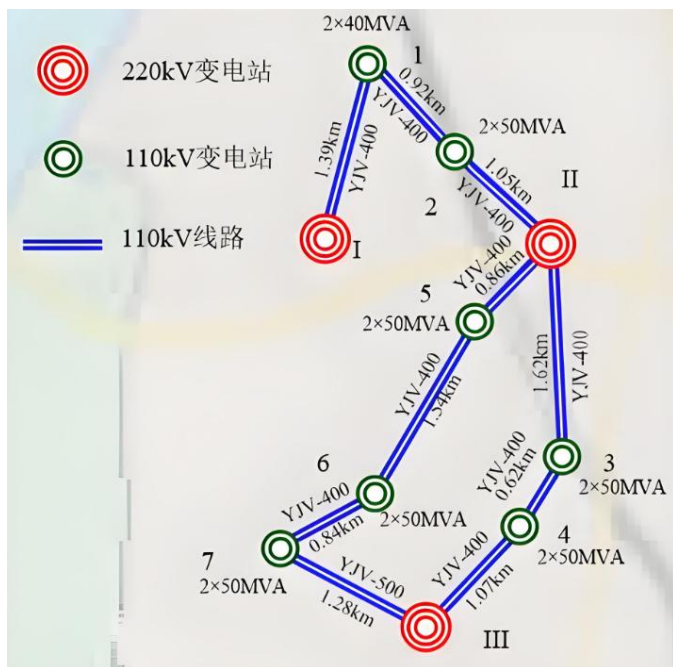 220kV变电站
110kV变电站
110kV线路
2×40MVA
1
0.92km
YJV-400
1.39km
YJV-400
2×50MVA
1.05km
YJV-400
2
II
I
YJV-400
0.86km
5
2×50MVA
YJV-400
1.54km
1.62km
YJV-400
6
YJV-400
0.84km
2×50MVA
YJV-400
0.62km
3
2×50MVA
7
2×50MVA
YJV-500
1.28km
YJV-400
1.07km
4
2×50MVA
III